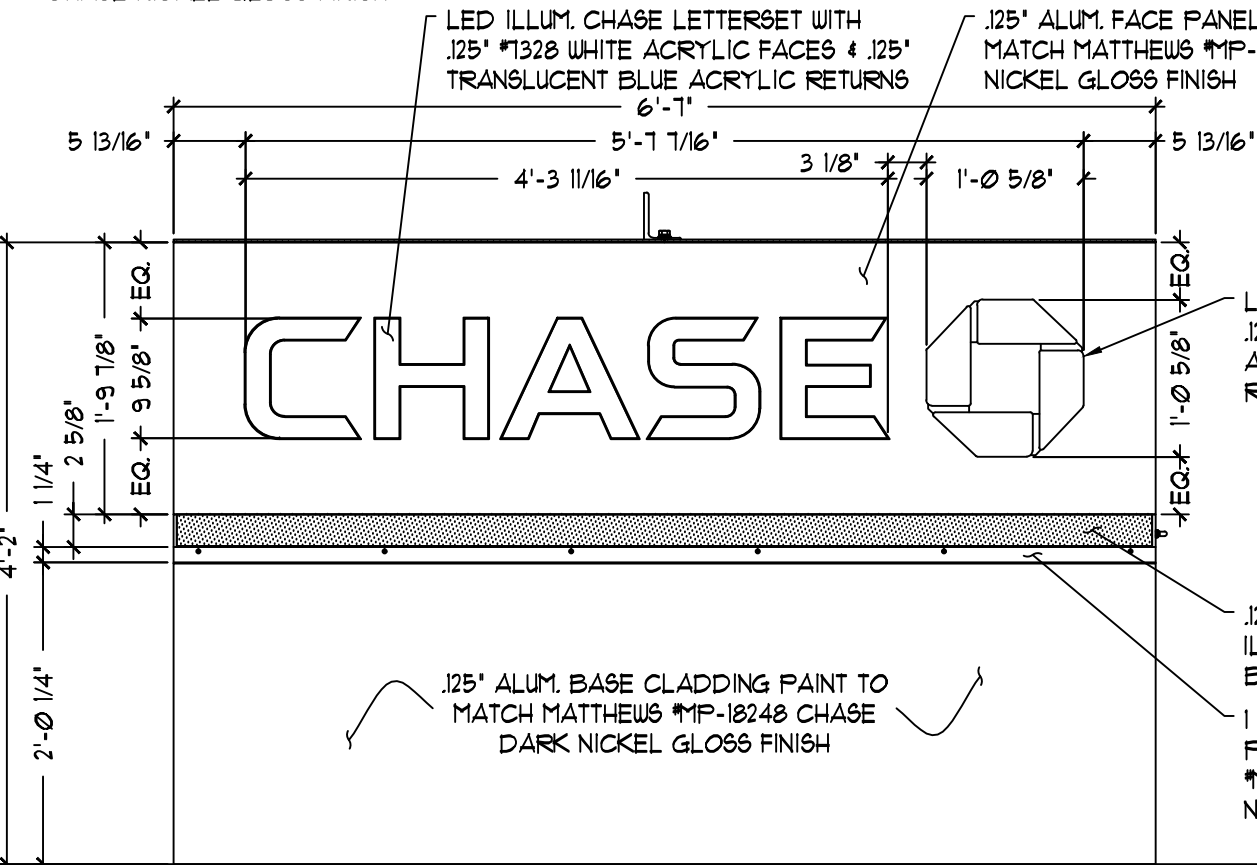 LED ILLUM. CHASE LETTERSET WITH
.125" #7328 WHITE ACRYLIC FACES & .125"
TRANSLUCENT BLUE ACRYLIC RETURNS
.125" ALUM. FACE PANEL
MATCH MATTHEWS #MP-
NICKEL GLOSS FINISH
6'-7"
5 13/16"
5'-7 7/16"
5 13/16"
4'-3 11/16"
3 1/8"
1'-0 5/8"
EQ.
9 5/8"
EQ.
1'-9 7/8"
2 5/8"
1 1/4"
4'-2"
2'-0 1/4"
CHASE
EQ.
1'-0 5/8"
EQ.
.125" ALUM. BASE CLADDING PAINT TO
MATCH MATTHEWS #MP-18248 CHASE
DARK NICKEL GLOSS FINISH